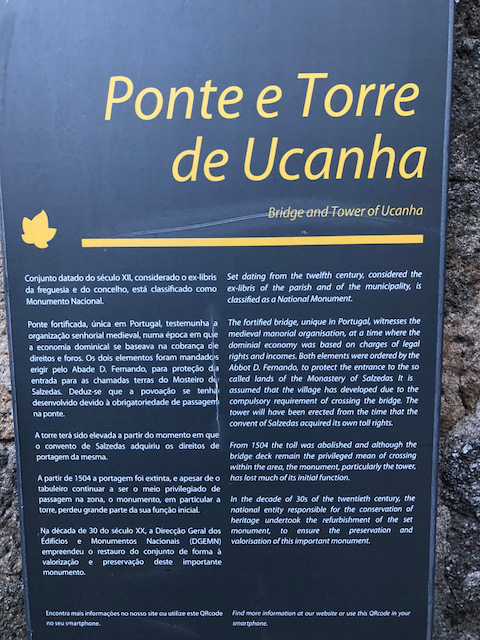 Ponte e Torre
de Ucanha
Bridge and Tower of Ucanha
Conjunto datado do século XII, considerado o ex-libris
da freguesia e do concelho, está classificado como
Monumento Nacional.
Ponte fortificada, única em Portugal, testemunha a
organização senhorial medieval, numa época em que
a economia dominical se baseava na cobrança de
direitos e foros. Os dois elementos foram mandados
erigir pelo Abade D. Fernando, para proteção da
entrada para as chamadas terras do Mosteiro de
Salzedas. Deduz-se que a povoação se tenha
desenvolvido devido à obrigatoriedade de passagem
na ponte.
A torre terá sido elevada a partir do momento em que
o convento de Salzedas adquiriu os direitos de
portagem da mesma.
A partir de 1504 a portagem foi extinta, e apesar de o
tabuleiro continuar a ser o meio privilegiado de
passagem na zona, o monumento, em particular a
torre, perdeu grande parte da sua função inicial.
Na década de 30 do século XX, a Direcção Geral dos
Edifícios e Monumentos Nacionais (DGEMN)
empreendeu o restauro do conjunto de forma à
valorização e preservação deste importante
monumento.
Encontra mais informações no nosso site ou utilize este QRcode
no seu smartphone.
Set dating from the twelfth century, considered the
ex-libris of the parish and of the municipality, is
classified as a National Monument.
The fortified bridge, unique in Portugal, witnesses the
medieval manorial organisation, at a time where the
dominial economy was based on charges of legal
rights and incomes. Both elements were ordered by the
Abbot D. Fernando, to protect the entrance to the so
called lands of the Monastery of Salzedas. It is
assumed that the village has developed due to the
compulsory requirement of crossing the bridge. The
tower will have been erected from the time that the
convent of Salzedas acquired its own toll rights.
From 1504 the toll was abolished and although the
bridge deck remain the privileged mean of crossing
within the area, the monument, particularly the tower,
has lost much of its initial function.
In the decade of 30s of the twentieth century, the
national entity responsible for the conservation of
heritage undertook the refurbishment of the set
monument, to ensure the preservation and
valorisation of this important monument.
Find more information at our website or use this QRcode in your
smartphone.